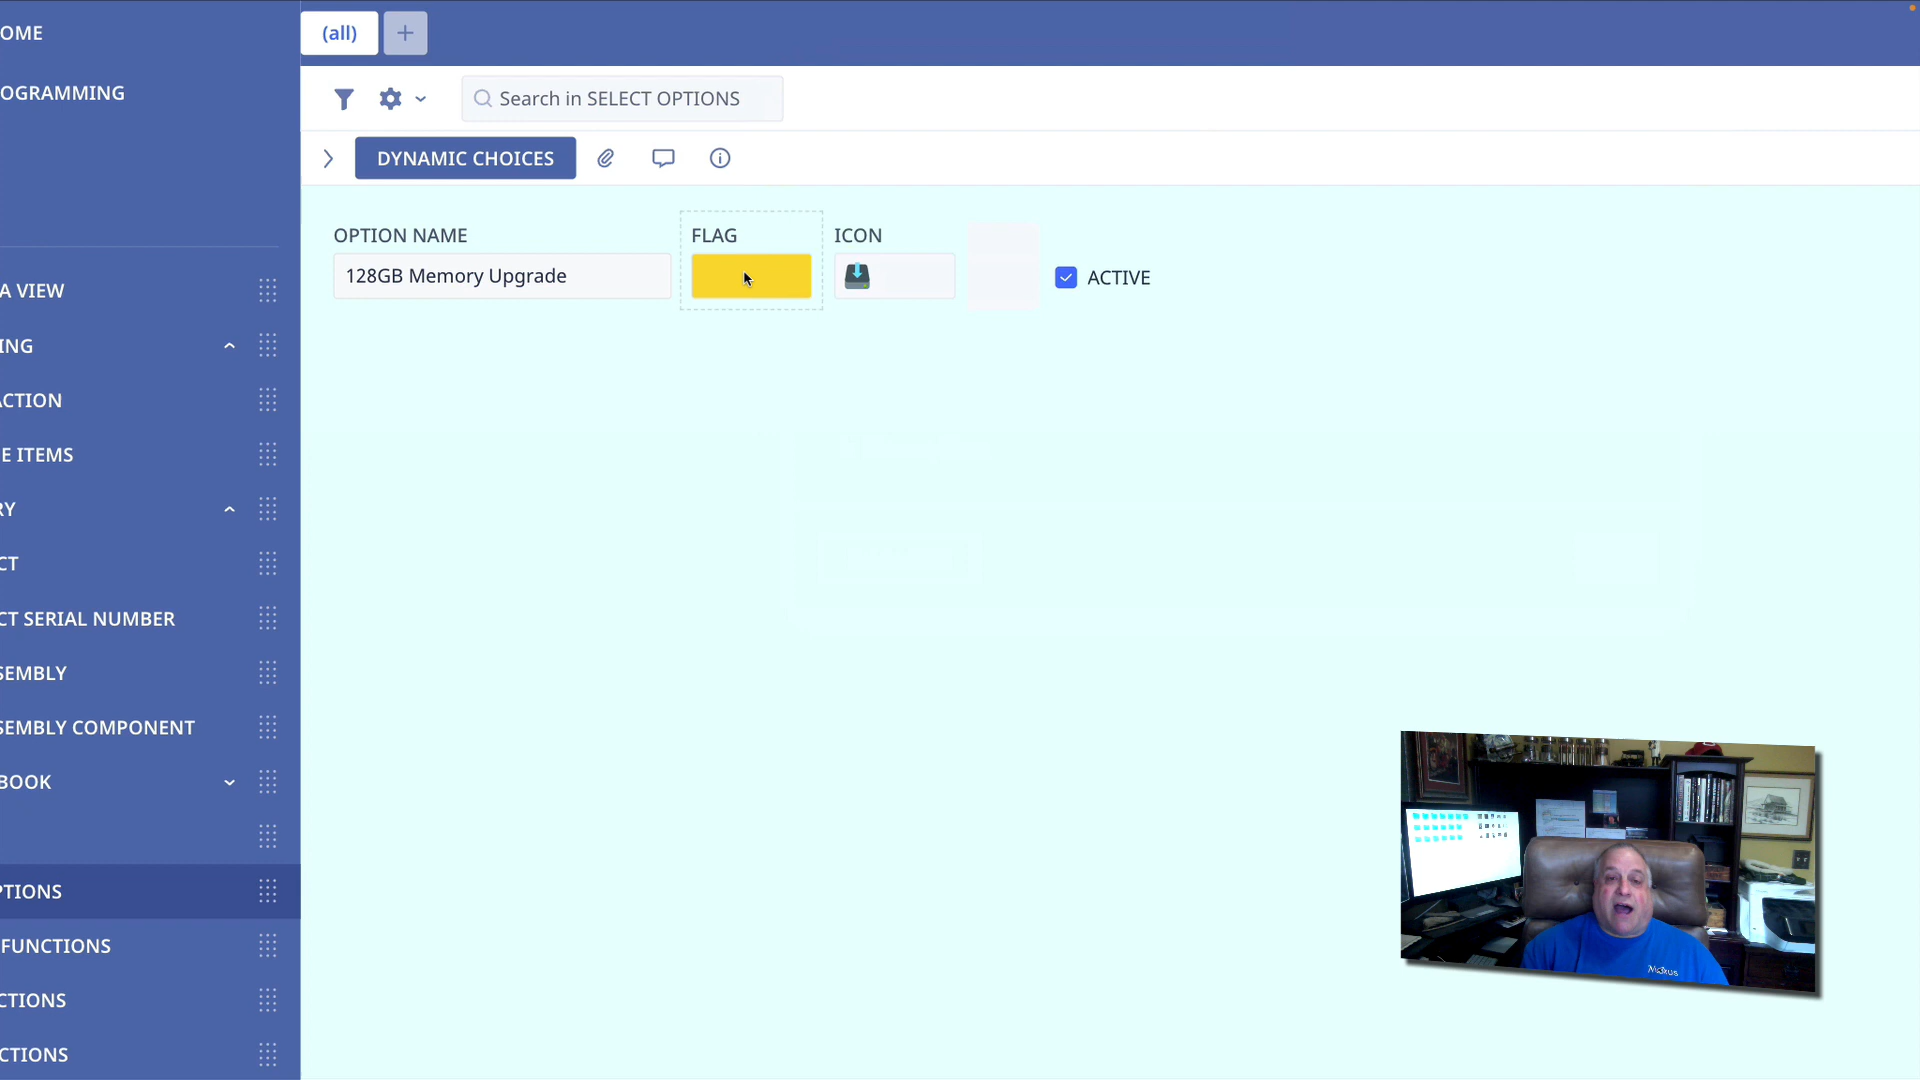 OME
(all)
OGRAMMING
Search in SELECT OPTIONS
DYNAMIC CHOICES
OPTION NAME
FLAG
ICON
128GB Memory Upgrade
ACTIVE
A VIEW
ING
ACTION
E ITEMS
RY
CT
CT SERIAL NUMBER
SEMBLY
SEMBLY COMPONENT
BOOK
PTIONS
FUNCTIONS
CTIONS
CTIONS